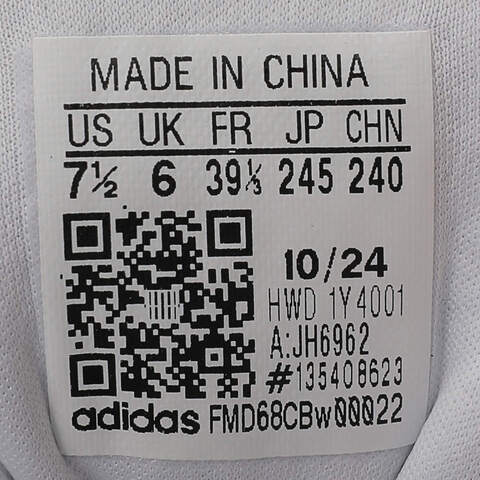 MADE IN CHINA
US UK FR JP CHN
7½ 6 39⅓ 245 240
10/24
HWD 1Y4001
A:JH6962
#135408623
adidas FMD68CBw00022